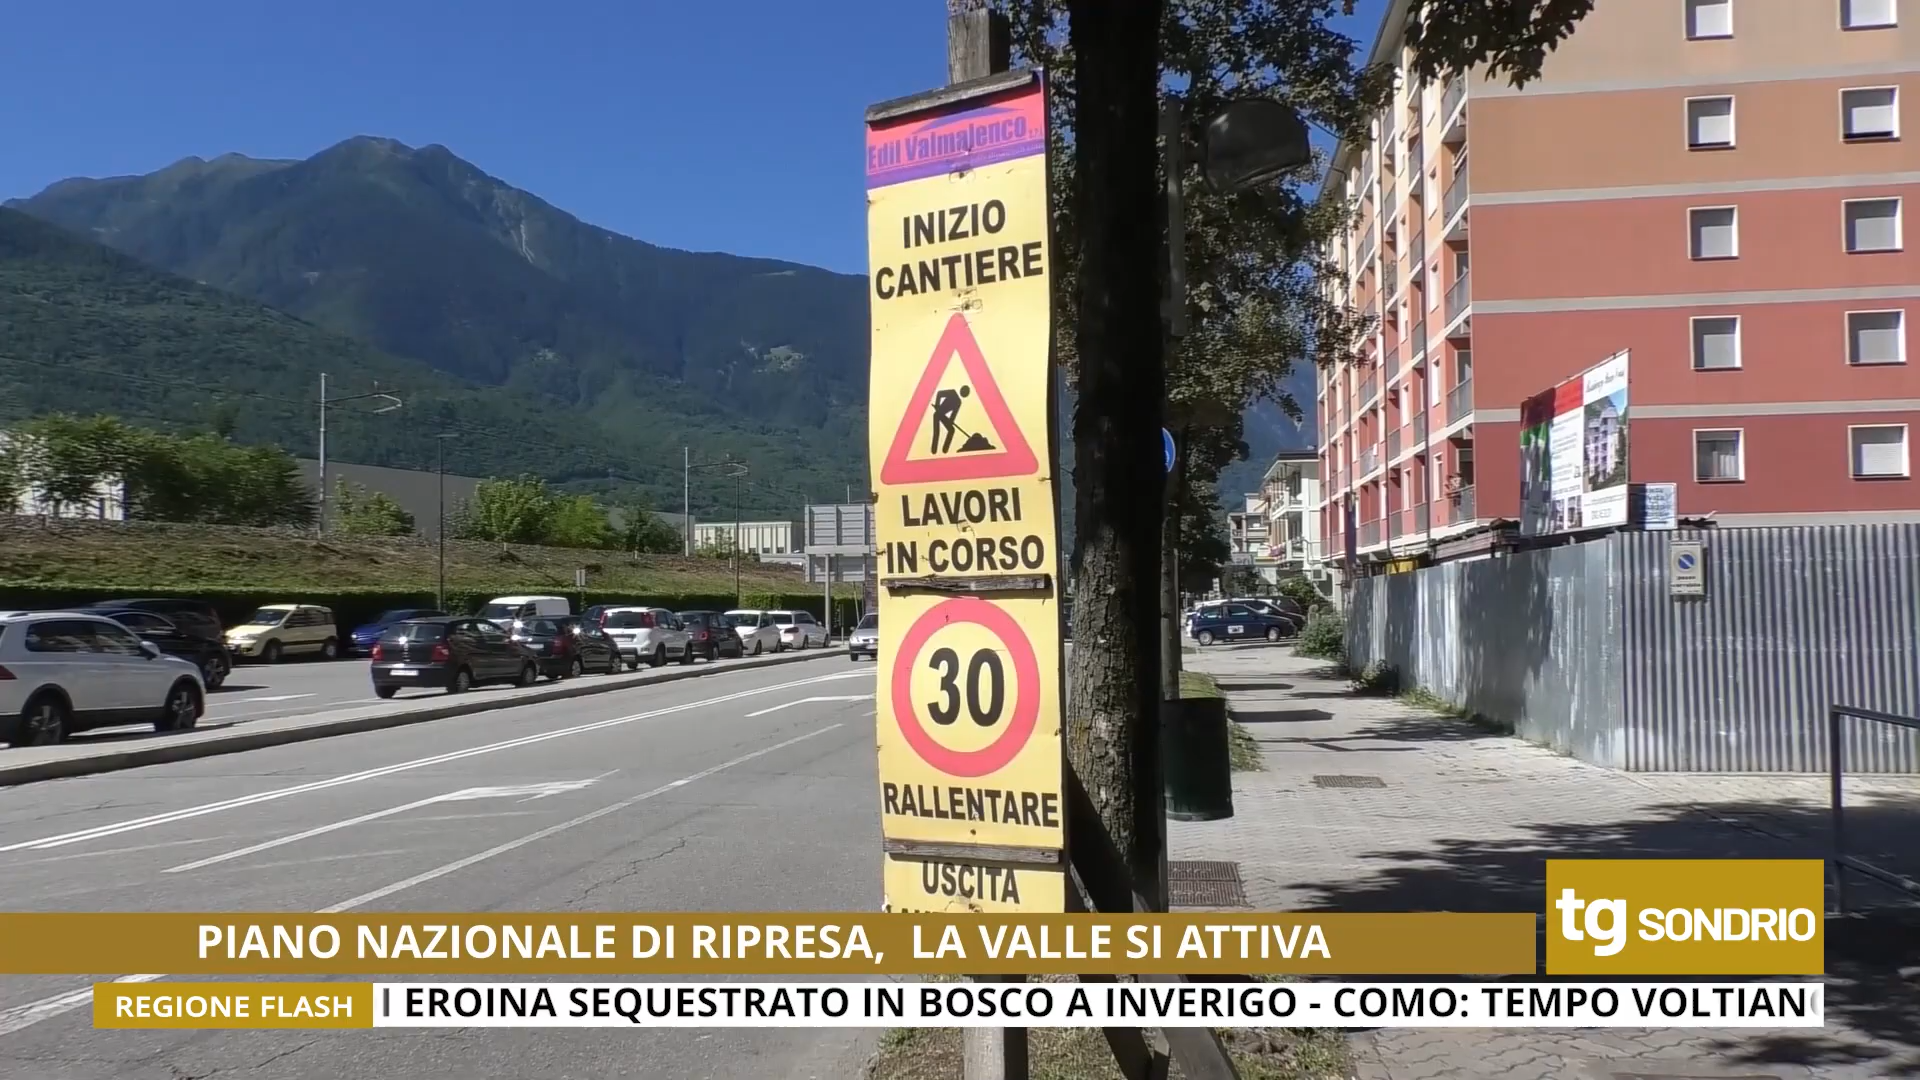 Edil Valmalenco
INIZIO
CANTIERE
LAVORI
IN CORSO
30
RALLENTARE
USCITA
PIANO NAZIONALE DI RIPRESA,  LA VALLE SI ATTIVA
tg SONDRIO
REGIONE FLASH
EROINA SEQUESTRATO IN BOSCO A INVERIGO - COMO: TEMPO VOLTIAN